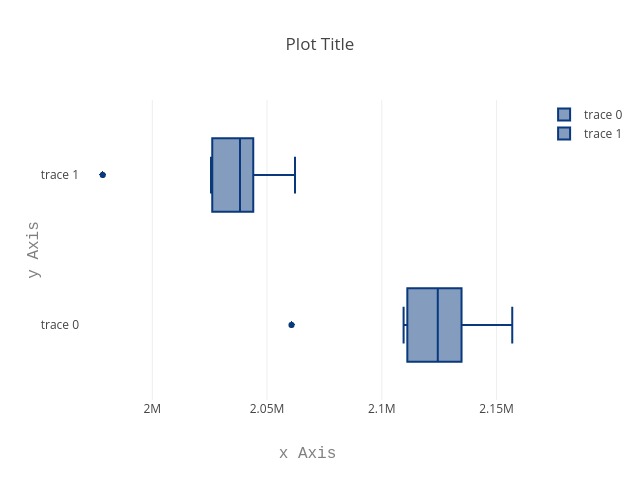 Plot Title
trace 0
trace 1
trace 1
y Axis
trace 0
2M 2.05M 2.1M 2.15M
x Axis